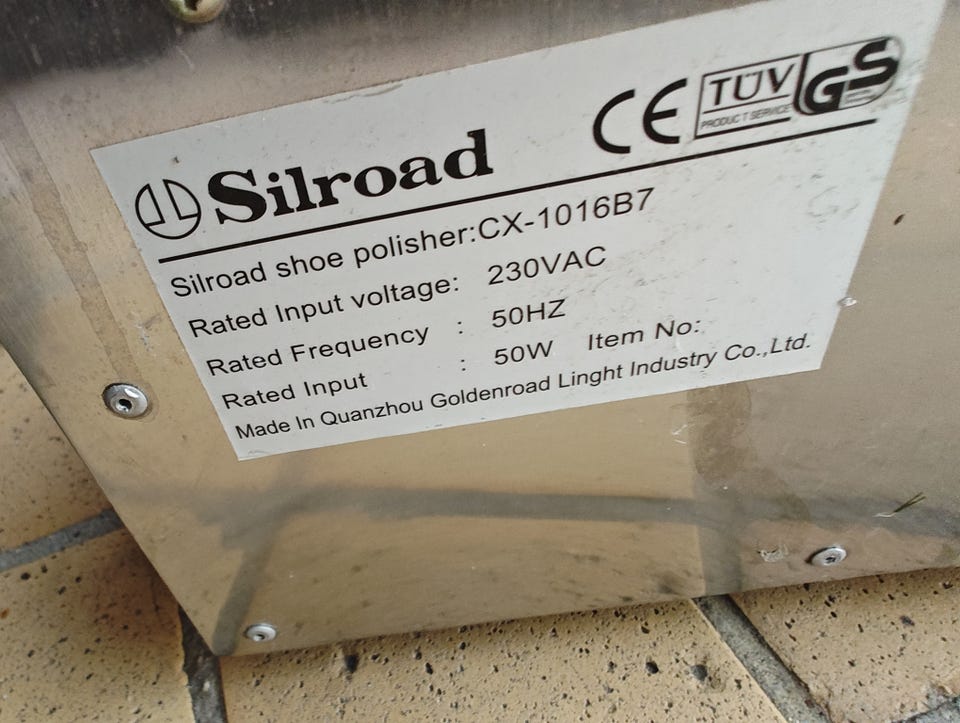 Silroad
CE TÜV GS
PRODUCT SERVICE
Silroad shoe polisher:CX-1016B7
Rated Input voltage: 230VAC
Rated Frequency : 50HZ
Rated Input : 50W Item No:
Made In Quanzhou Goldenroad Linght Industry Co.,Ltd.